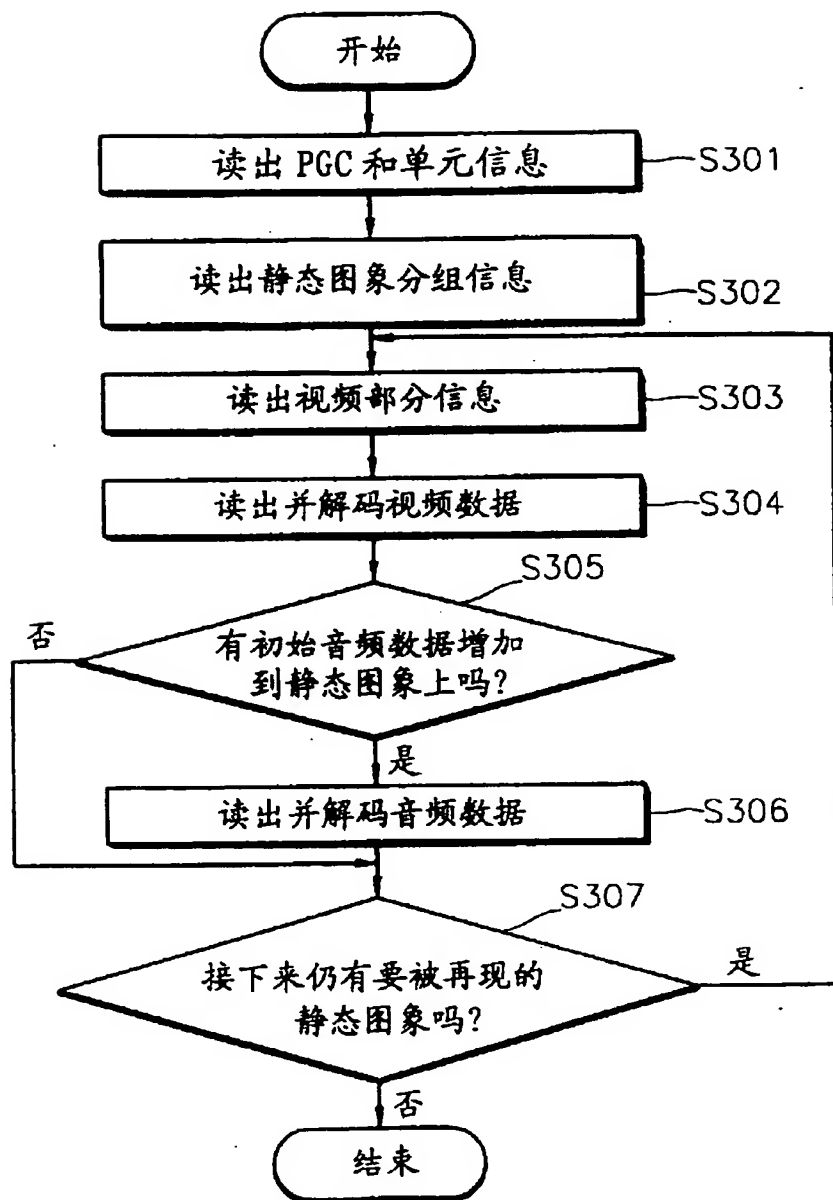 开始
读出 PGC 和单元信息
S301
读出静态图象分组信息
S302
读出视频部分信息
S303
读出并解码视频数据
S304
S305
否
有初始音频数据增加
到静态图象上吗?
是
读出并解码音频数据
S306
S307
接下来仍有要被再现的
静态图象吗?
是
否
结束